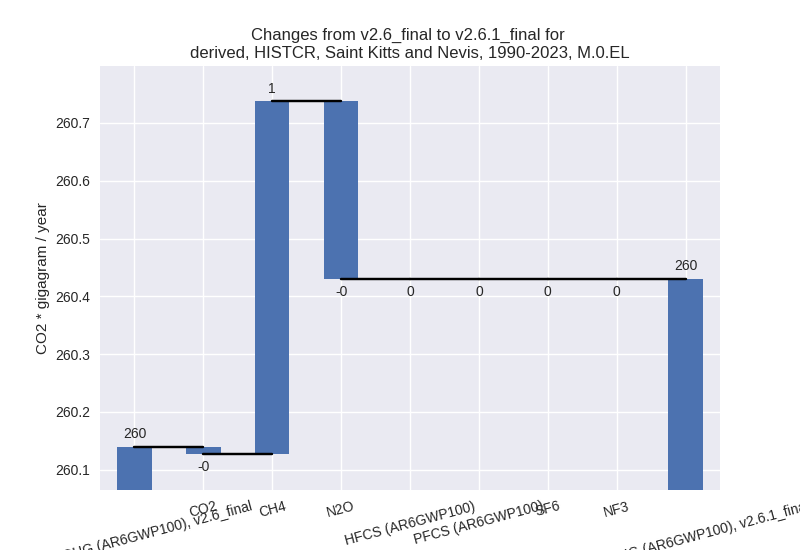 Changes from v2.6_final to v2.6.1_final for
derived, HISTCR, Saint Kitts and Nevis, 1990-2023, M.0.EL
CO2 * gigagram / year
260.7
260.6
260.5
260.4
260.3
260.2
260.1
260
-0
1
-0
0
0
0
0
260
(AR6GWP100), v2.6_final
CO2
CH4
N2O
HFCS (AR6GWP100)
PFCS (AR6GWP100)
SF6
NF3
(AR6GWP100), v2.6.1_fina